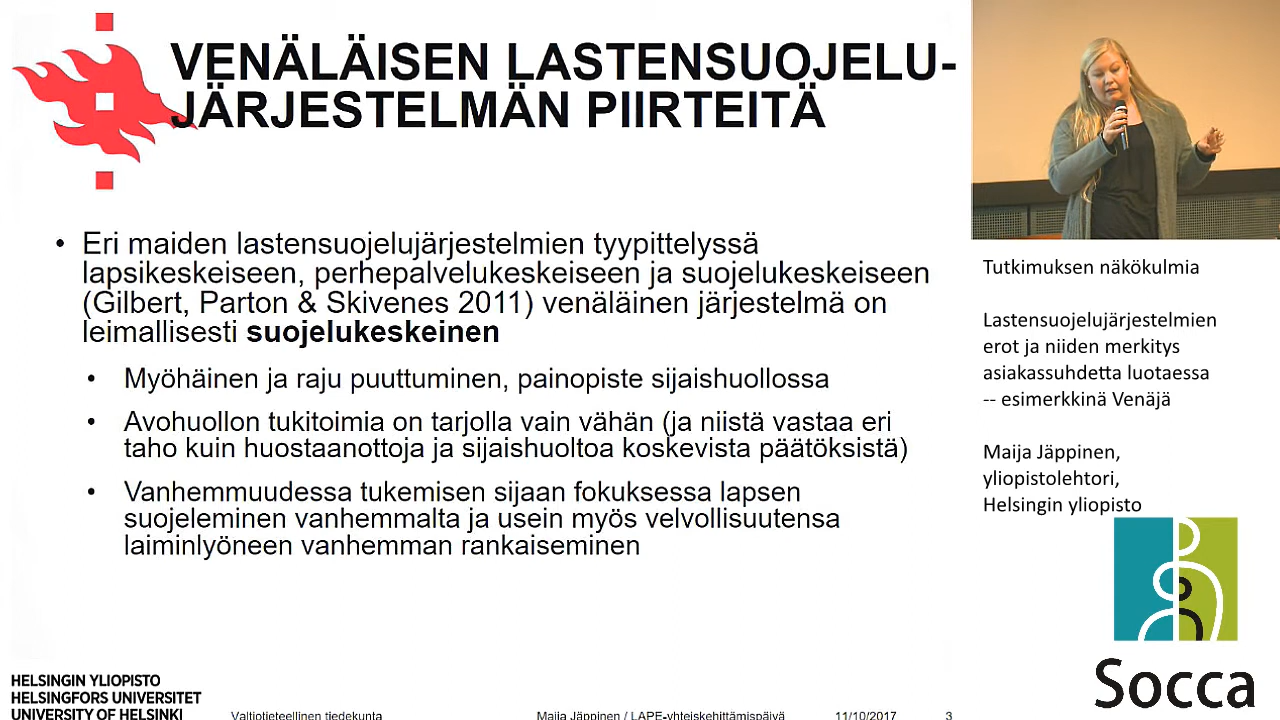 VENÄLÄISEN LASTENSUOJELU-
JÄRJESTELMÄN PIIRTEITÄ
• Eri maiden lastensuojelujärjestelmien tyypittelyssä
lapsikeskeiseen, perhepalvelukeskeiseen ja suojelukeskeiseen
(Gilbert, Parton & Skivenes 2011) venäläinen järjestelmä on
leimallisesti suojelukeskeinen
• Myöhäinen ja raju puuttuminen, painopiste sijaishuollossa
• Avohuollon tukitoimia on tarjolla vain vähän (ja niistä vastaa eri
taho kuin huostaanottoja ja sijaishuoltoa koskevista päätöksistä)
• Vanhemmuudessa tukemisen sijaan fokuksessa lapsen
suojeleminen vanhemmalta ja usein myös velvollisuutensa
laiminlyöneen vanhemman rankaiseminen
HELSINGIN YLIOPISTO
HELSINGFORS UNIVERSITET
UNIVERSITY OF HELSINKI
Valtiotieteellinen tiedekunta
Maija Jäppinen / LAPE-yhteiskehittämispäivä
11/10/2017
3
Tutkimuksen näkökulmia
Lastensuojelujärjestelmien
erot ja niiden merkitys
asiakassuhdetta luotaessa
-- esimerkkinä Venäjä
Maija Jäppinen,
yliopistolehtori,
Helsingin yliopisto
Socca